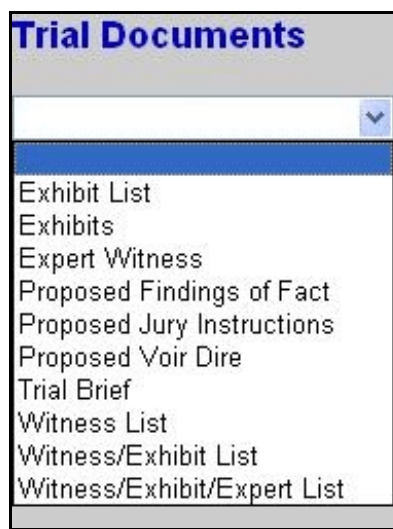 Trial Documents
Exhibit List
Exhibits
Expert Witness
Proposed Findings of Fact
Proposed Jury Instructions
Proposed Voir Dire
Trial Brief
Witness List
Witness/Exhibit List
Witness/Exhibit/Expert List